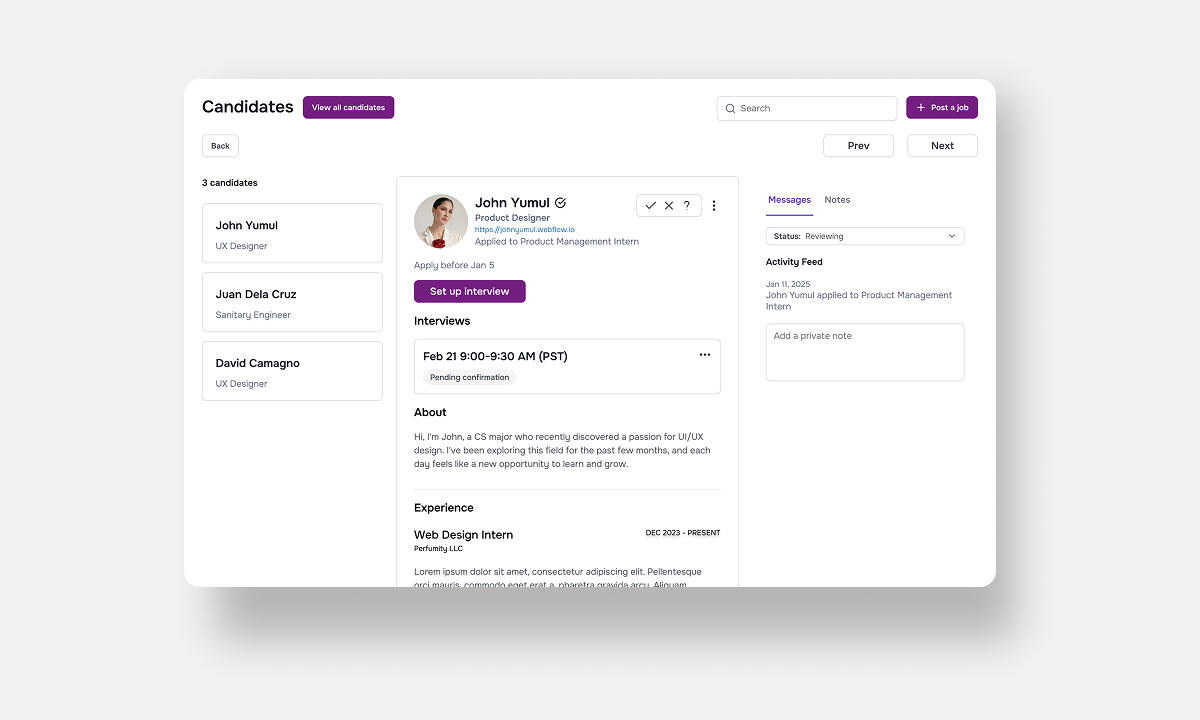 Candidates
View all candidates
Search
+ Post a job
Back
Prev
Next
3 candidates
John Yumul
UX Designer
Juan Dela Cruz
Sanitary Engineer
David Camagno
UX Designer
John Yumul
Product Designer
https://johnyumul.webflow.io
Applied to Product Management Intern
?
Apply before Jan 5
Set up interview
Interviews
Feb 21 9:00-9:30 AM (PST)
Pending confirmation
About
Hi, I'm John, a CS major who recently discovered a passion for UI/UX
design. I've been exploring this field for the past few months, and each
day feels like a new opportunity to learn and grow.
Experience
Web Design Intern
DEC 2023 - PRESENT
Perfumity LLC
Lorem ipsum dolor sit amet, consectetur adipiscing elit. Pellentesque
orci mauris, commodo eget erat a, pharetra gravida arcu. Aliquam
Messages
Notes
Status: Reviewing
Activity Feed
Jan 11, 2025
John Yumul applied to Product Management
Intern
Add a private note